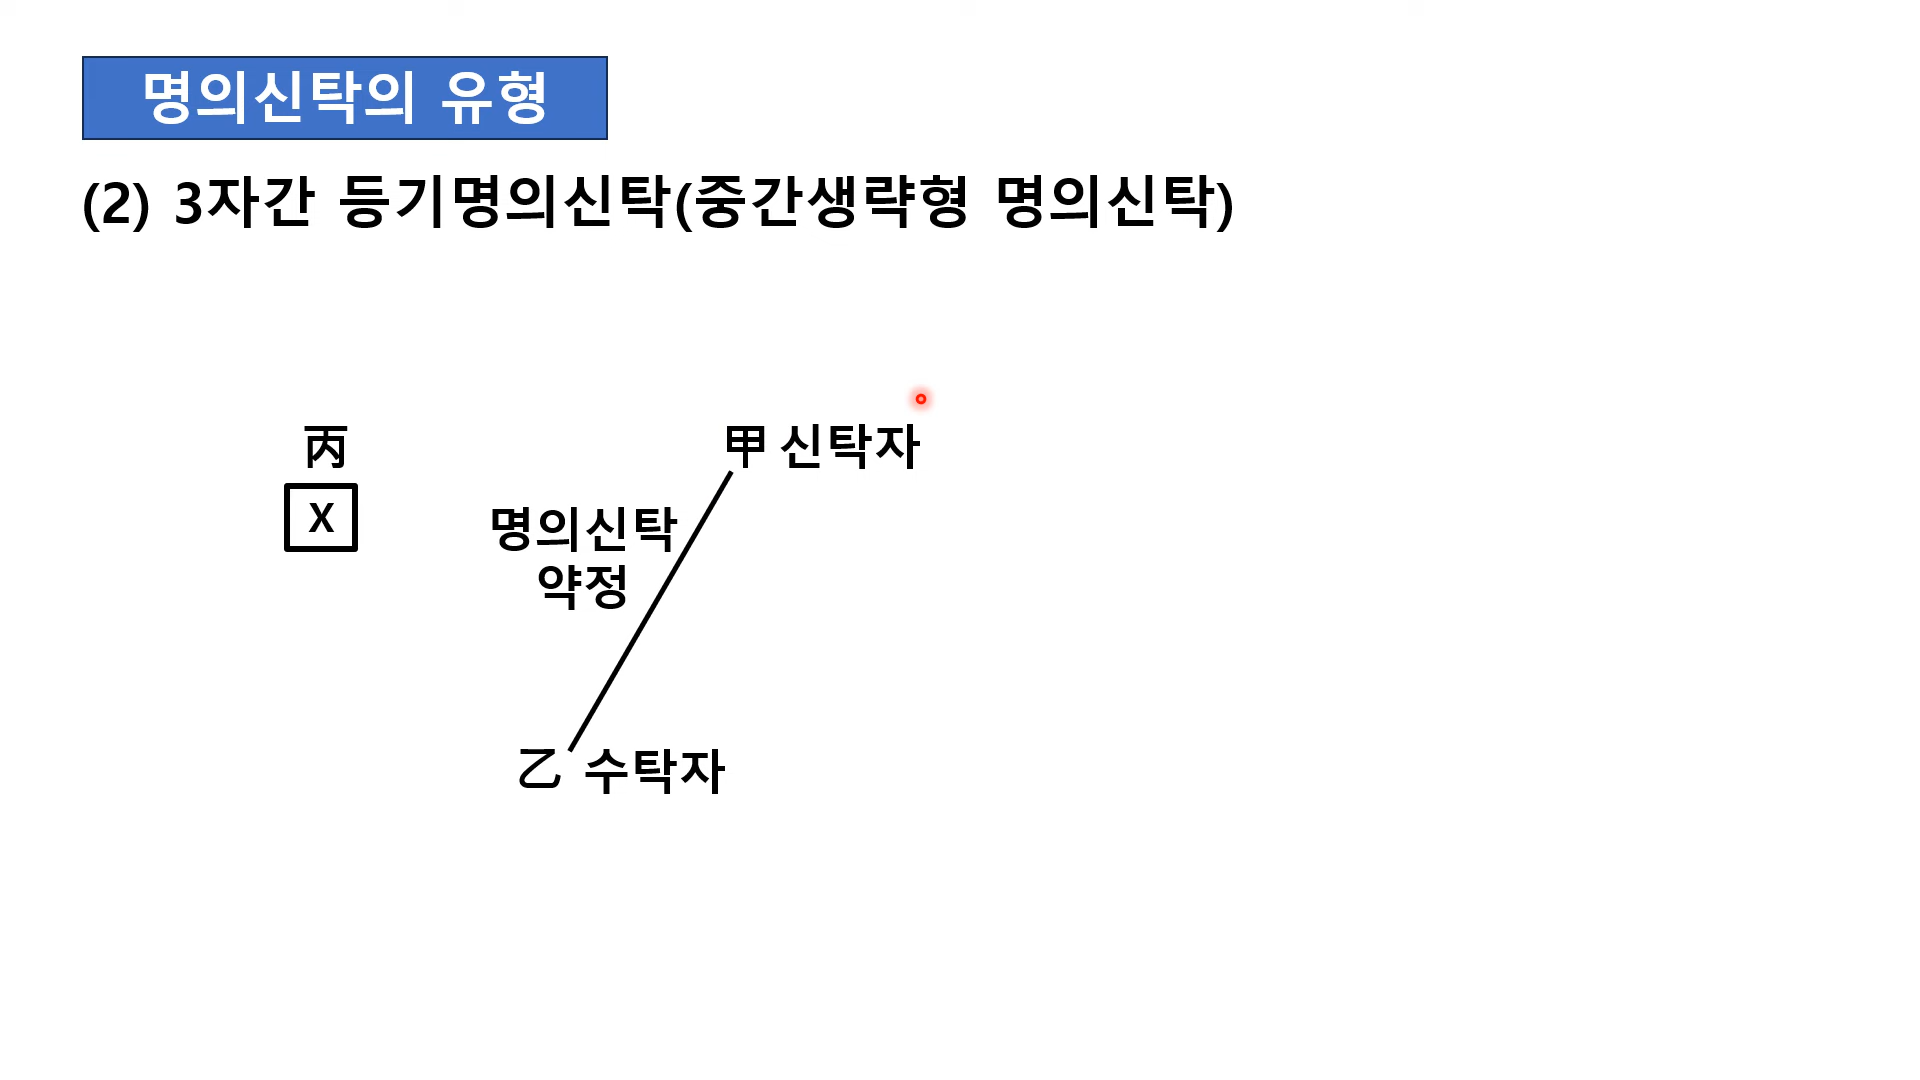 명의신탁의 유형
(2) 3자간 등기명의신탁(중간생략형 명의신탁)
丙
X
甲 신탁자
명의신탁
약정
乙 수탁자